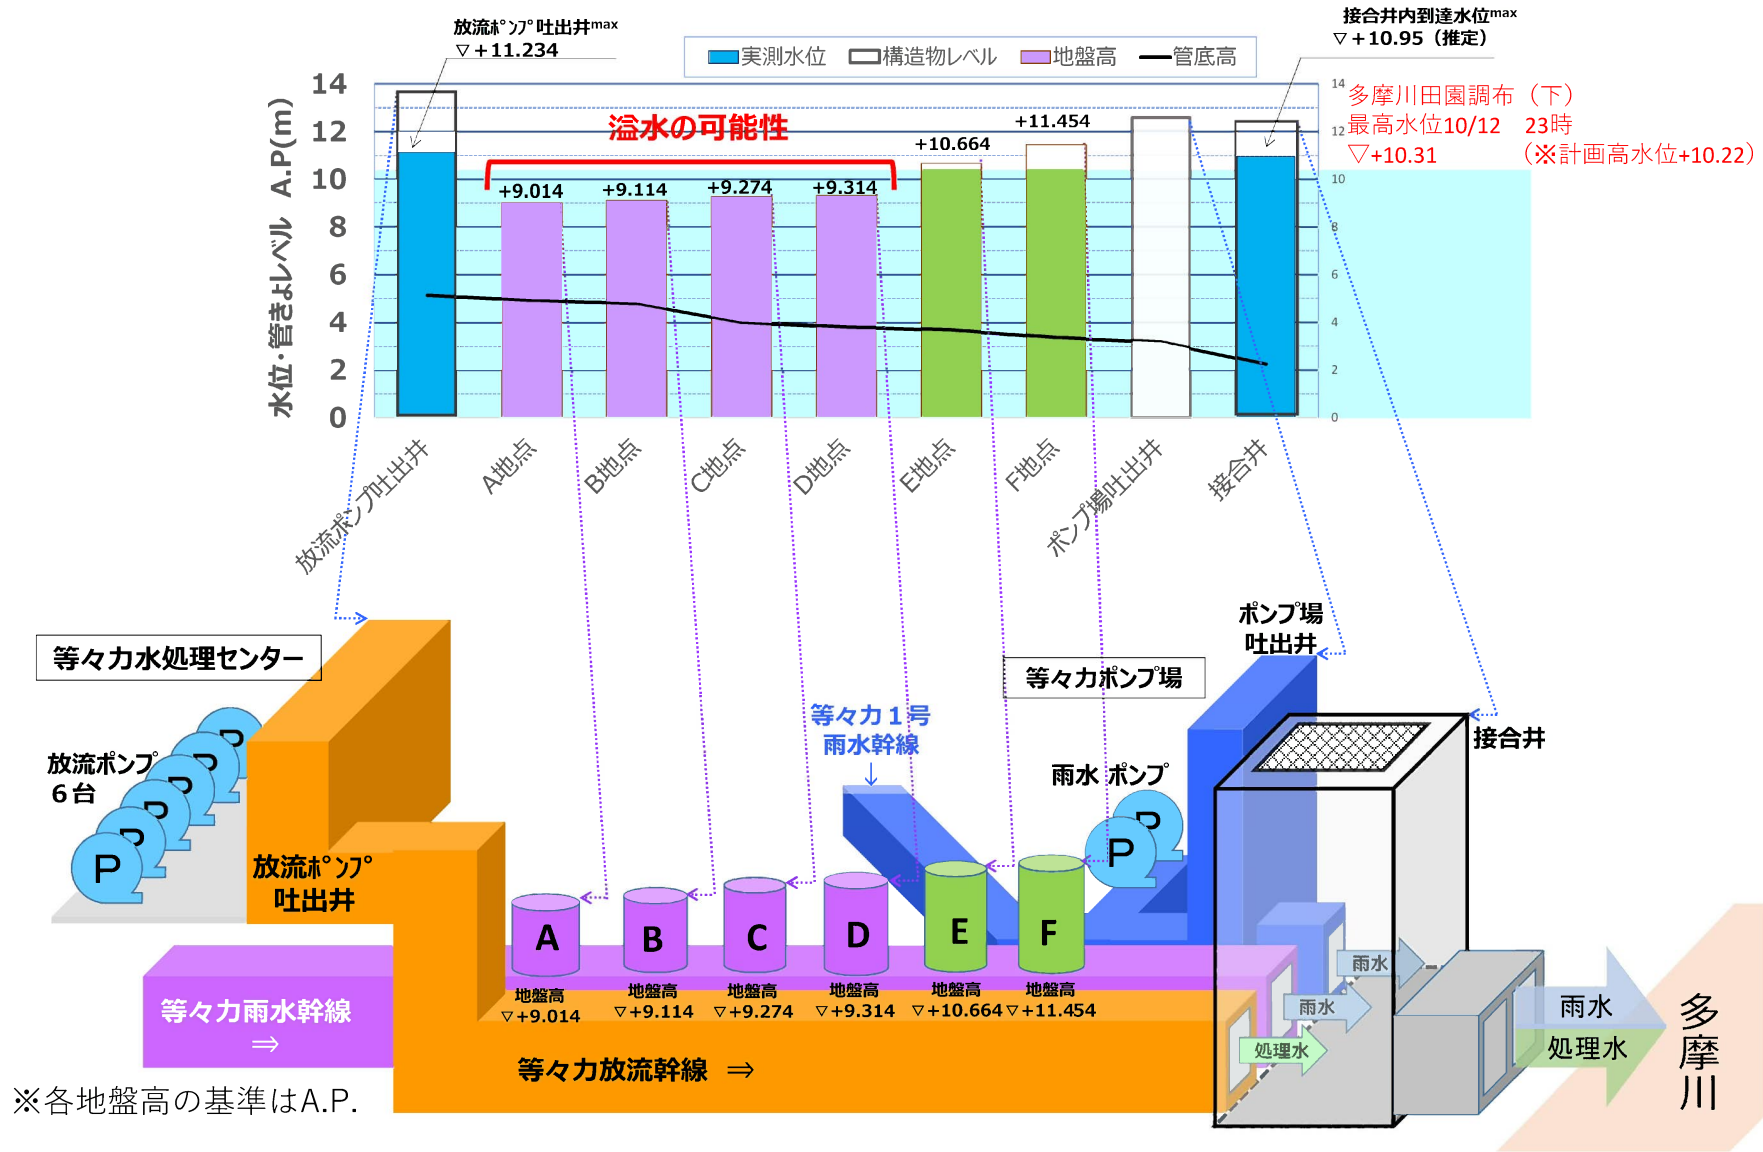 放流ﾎﾟﾝﾌﾟ吐出井max
▽+11.234
接合井内到達水位max
▽+10.95（推定）
実測水位 構造物レベル 地盤高 管底高
多摩川田園調布（下）
最高水位10/12 23時
▽+10.31 （※計画高水位+10.22）
溢水の可能性
水位・管きょレベル A.P(m)
14
12
10
8
6
4
2
0
+9.014
+9.114
+9.274
+9.314
+10.664
+11.454
14
12
10
8
6
4
2
0
放流ポンプ吐出井
A地点
B地点
C地点
D地点
E地点
F地点
ポンプ場吐出井
接合井
等々力水処理センター
放流ポンプ
６台
P
P
P
P
P
P
放流ﾎﾟﾝﾌﾟ
吐出井
等々力１号
雨水幹線
等々力ポンプ場
雨水 ポンプ
P
P
ポンプ場
吐出井
接合井
A
B
C
D
E
F
地盤高
▽+9.014
地盤高
▽+9.114
地盤高
▽+9.274
地盤高
▽+9.314
地盤高
▽+10.664
地盤高
▽+11.454
等々力雨水幹線
⇒
等々力放流幹線 ⇒
雨水
雨水
処理水
雨水
処理水
多摩川
※各地盤高の基準はA.P.